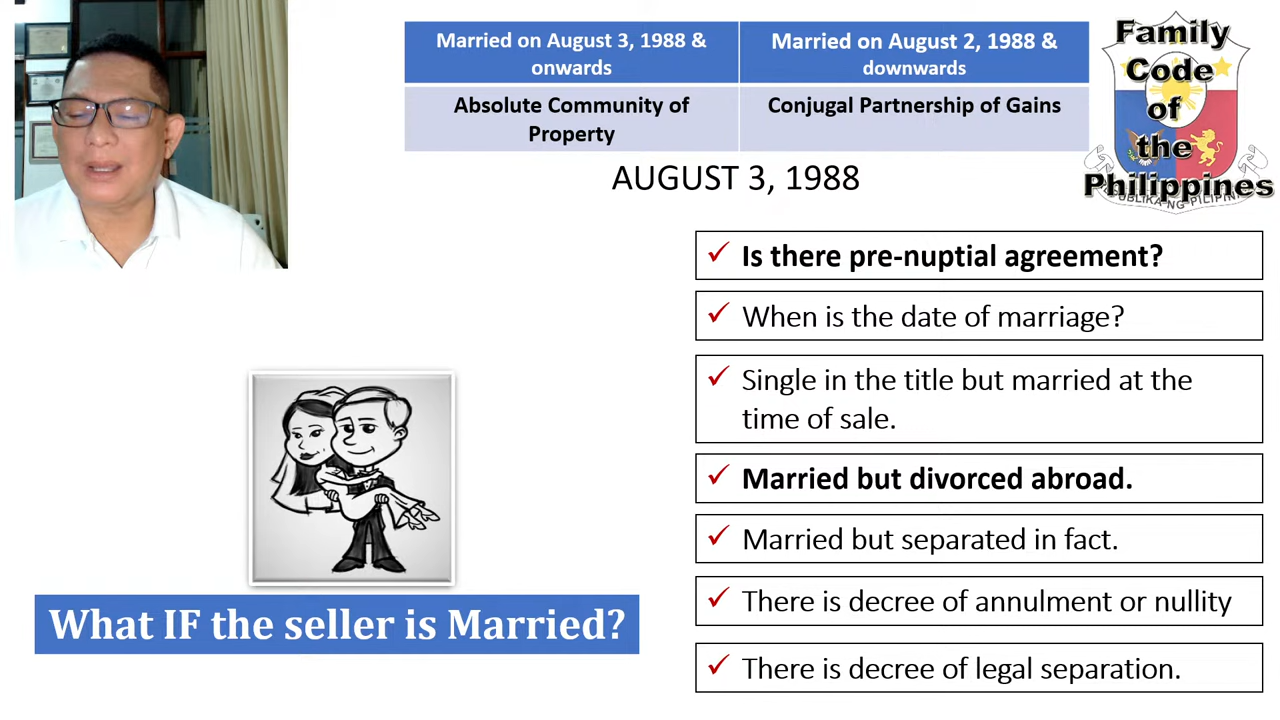 Married on August 3, 1988 &
onwards
Married on August 2, 1988 &
downwards
Absolute Community of
Property
Conjugal Partnership of Gains
AUGUST 3, 1988
Family
Code
of
the
Philippines
Is there pre-nuptial agreement?
When is the date of marriage?
Single in the title but married at the
time of sale.
Married but divorced abroad.
Married but separated in fact.
There is decree of annulment or nullity
There is decree of legal separation.
What IF the seller is Married?